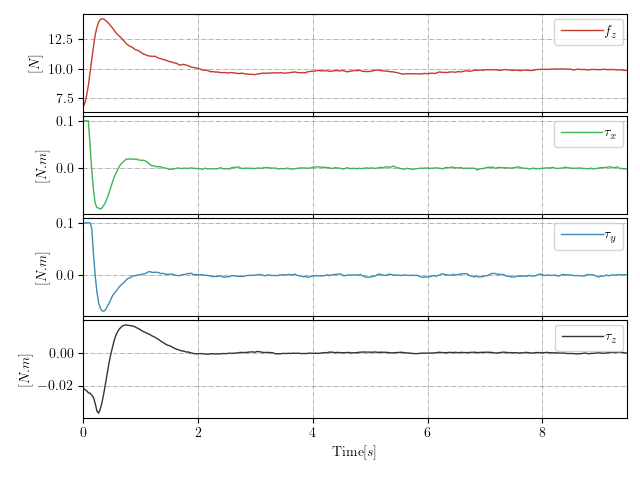 12.5
10.0
7.5
[N]
f_z
0.1
0.0
[N.m]
τ_x
0.1
0.0
[N.m]
τ_y
0.00
−0.02
[N.m]
τ_z
0 2 4 6 8
Time[s]